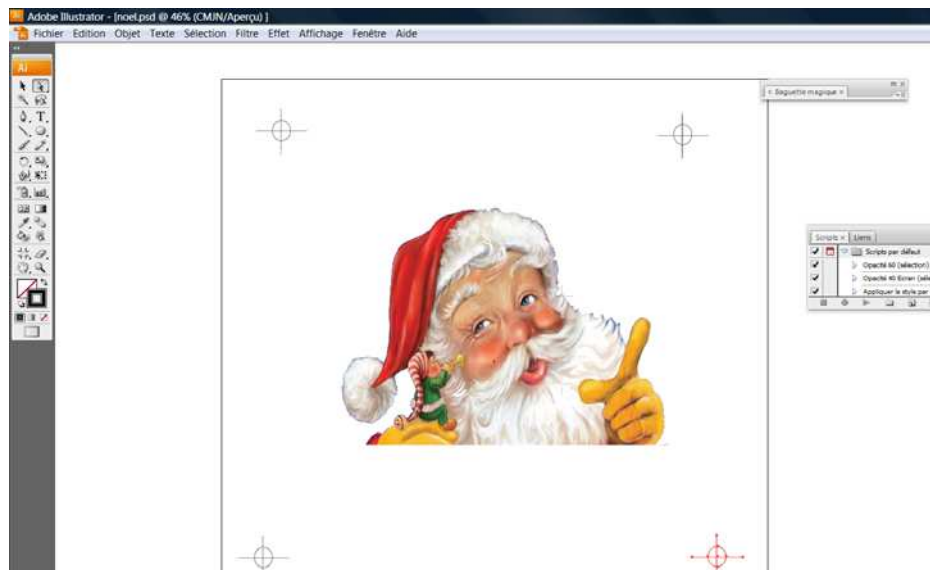 Adobe Illustrator - [noel.psd @ 46% (CMJN/Aperçu) ]
Fichier Edition Objet Texte Sélection Filtre Effet Affichage Fenêtre Aide
Ai
Baguette magique
Scripts Liens
Scripts par défaut
Opacité 60 (sélection)
Opacité 40 Ecran
Appliquer le style par